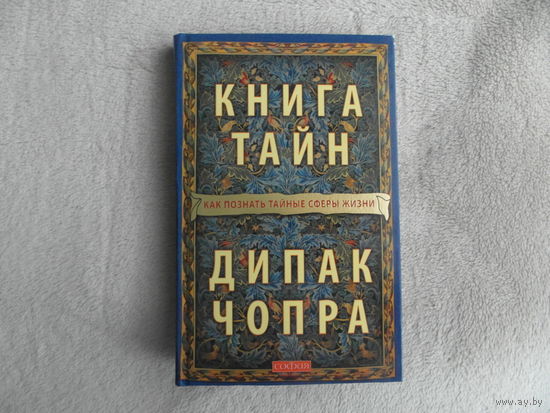 КНИГА
ТАЙН
КАК ПОЗНАТЬ ТАЙНЫЕ СФЕРЫ ЖИЗНИ
ДИПАК
ЧОПРА
СОФИЯ
www.ay.by